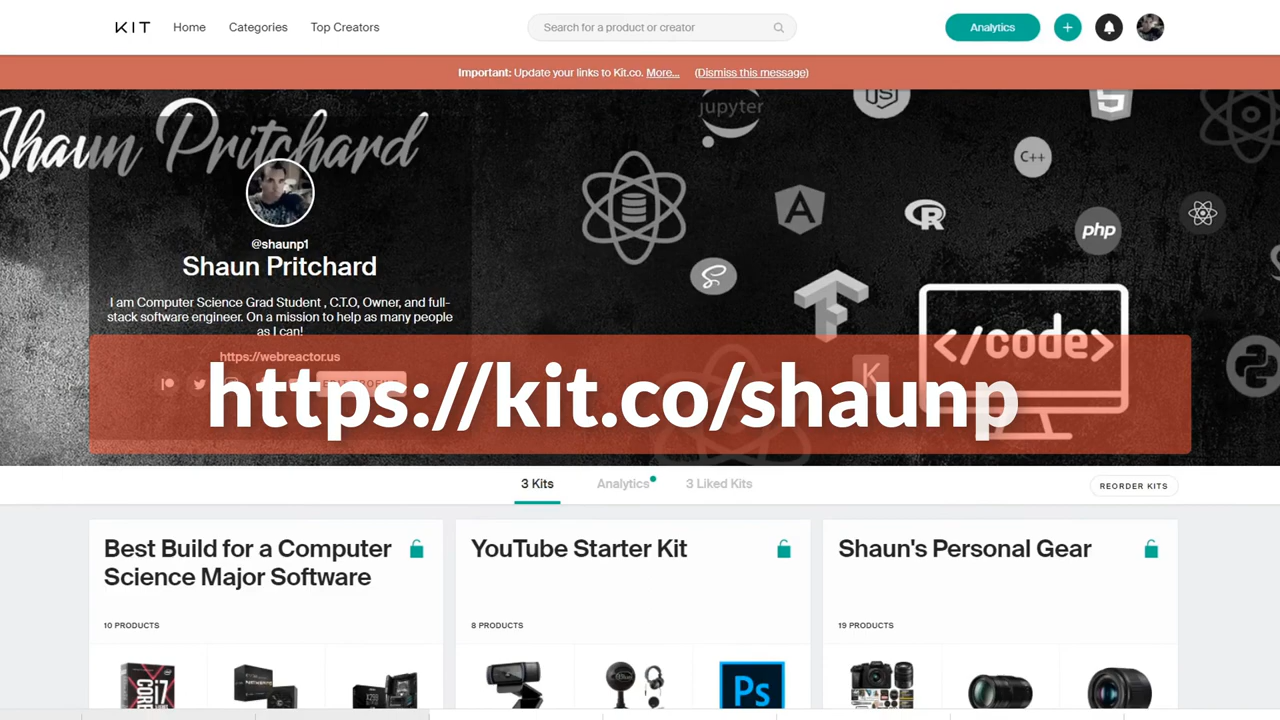 KIT
Home
Categories
Top Creators
Search for a product or creator
Analytics
Important: Update your links to Kit.co. More... (Dismiss this message)
Shaun Pritchard
jupyter
JS
5
C++
R
php
@shaunp1
Shaun Pritchard
I am Computer Science Grad Student , C.T.O, Owner, and full-
stack software engineer. On a mission to help as many people
as I can!
https://webreactor.us
</code>
K
https://kit.co/shaunp
3 Kits
Analytics
3 Liked Kits
REORDER KITS
Best Build for a Computer
Science Major Software
10 PRODUCTS
YouTube Starter Kit
8 PRODUCTS
Shaun's Personal Gear
19 PRODUCTS
CORE i7
Ps